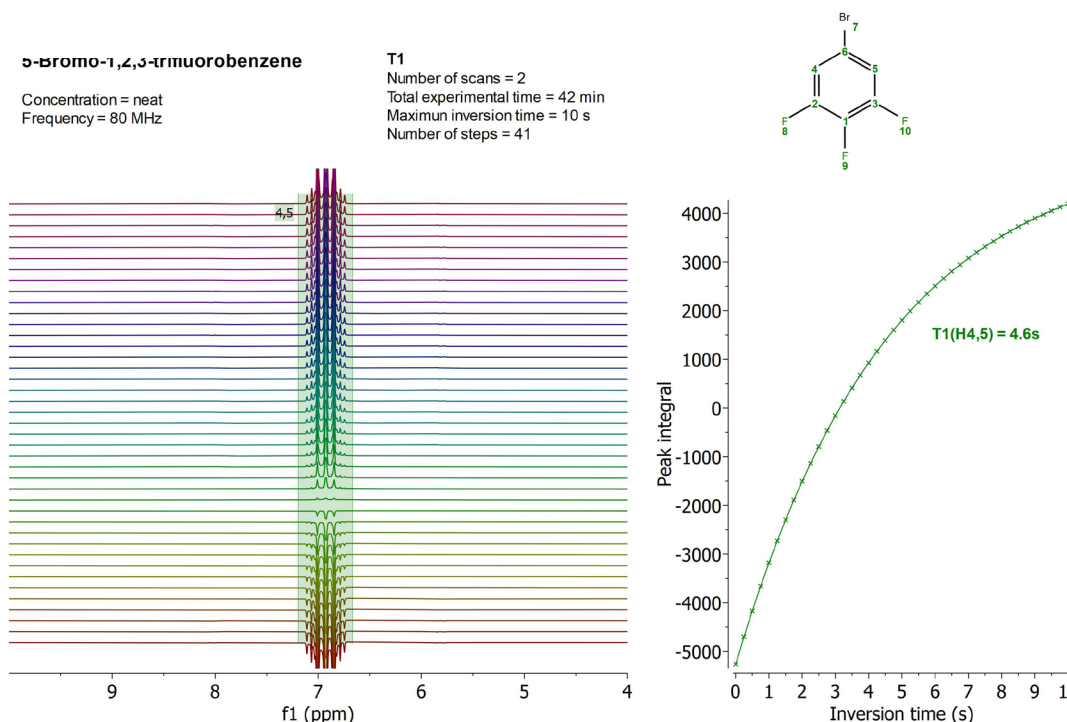 5-Bromo-1,2,3-trifluorobenzene
Concentration = neat
Frequency = 80 MHz
T1
Number of scans = 2
Total experimental time = 42 min
Maximun inversion time = 10 s
Number of steps = 41
Br
7
6
4
5
2
3
1
F
8
F
10
F
9
4,5
9
8
7
6
5
4
f1 (ppm)
4000
3000
2000
1000
0
-1000
-2000
-3000
-4000
-5000
Peak integral
T1(H4,5) = 4.6s
0 1 2 3 4 5 6 7 8 9 10
Inversion time (s)